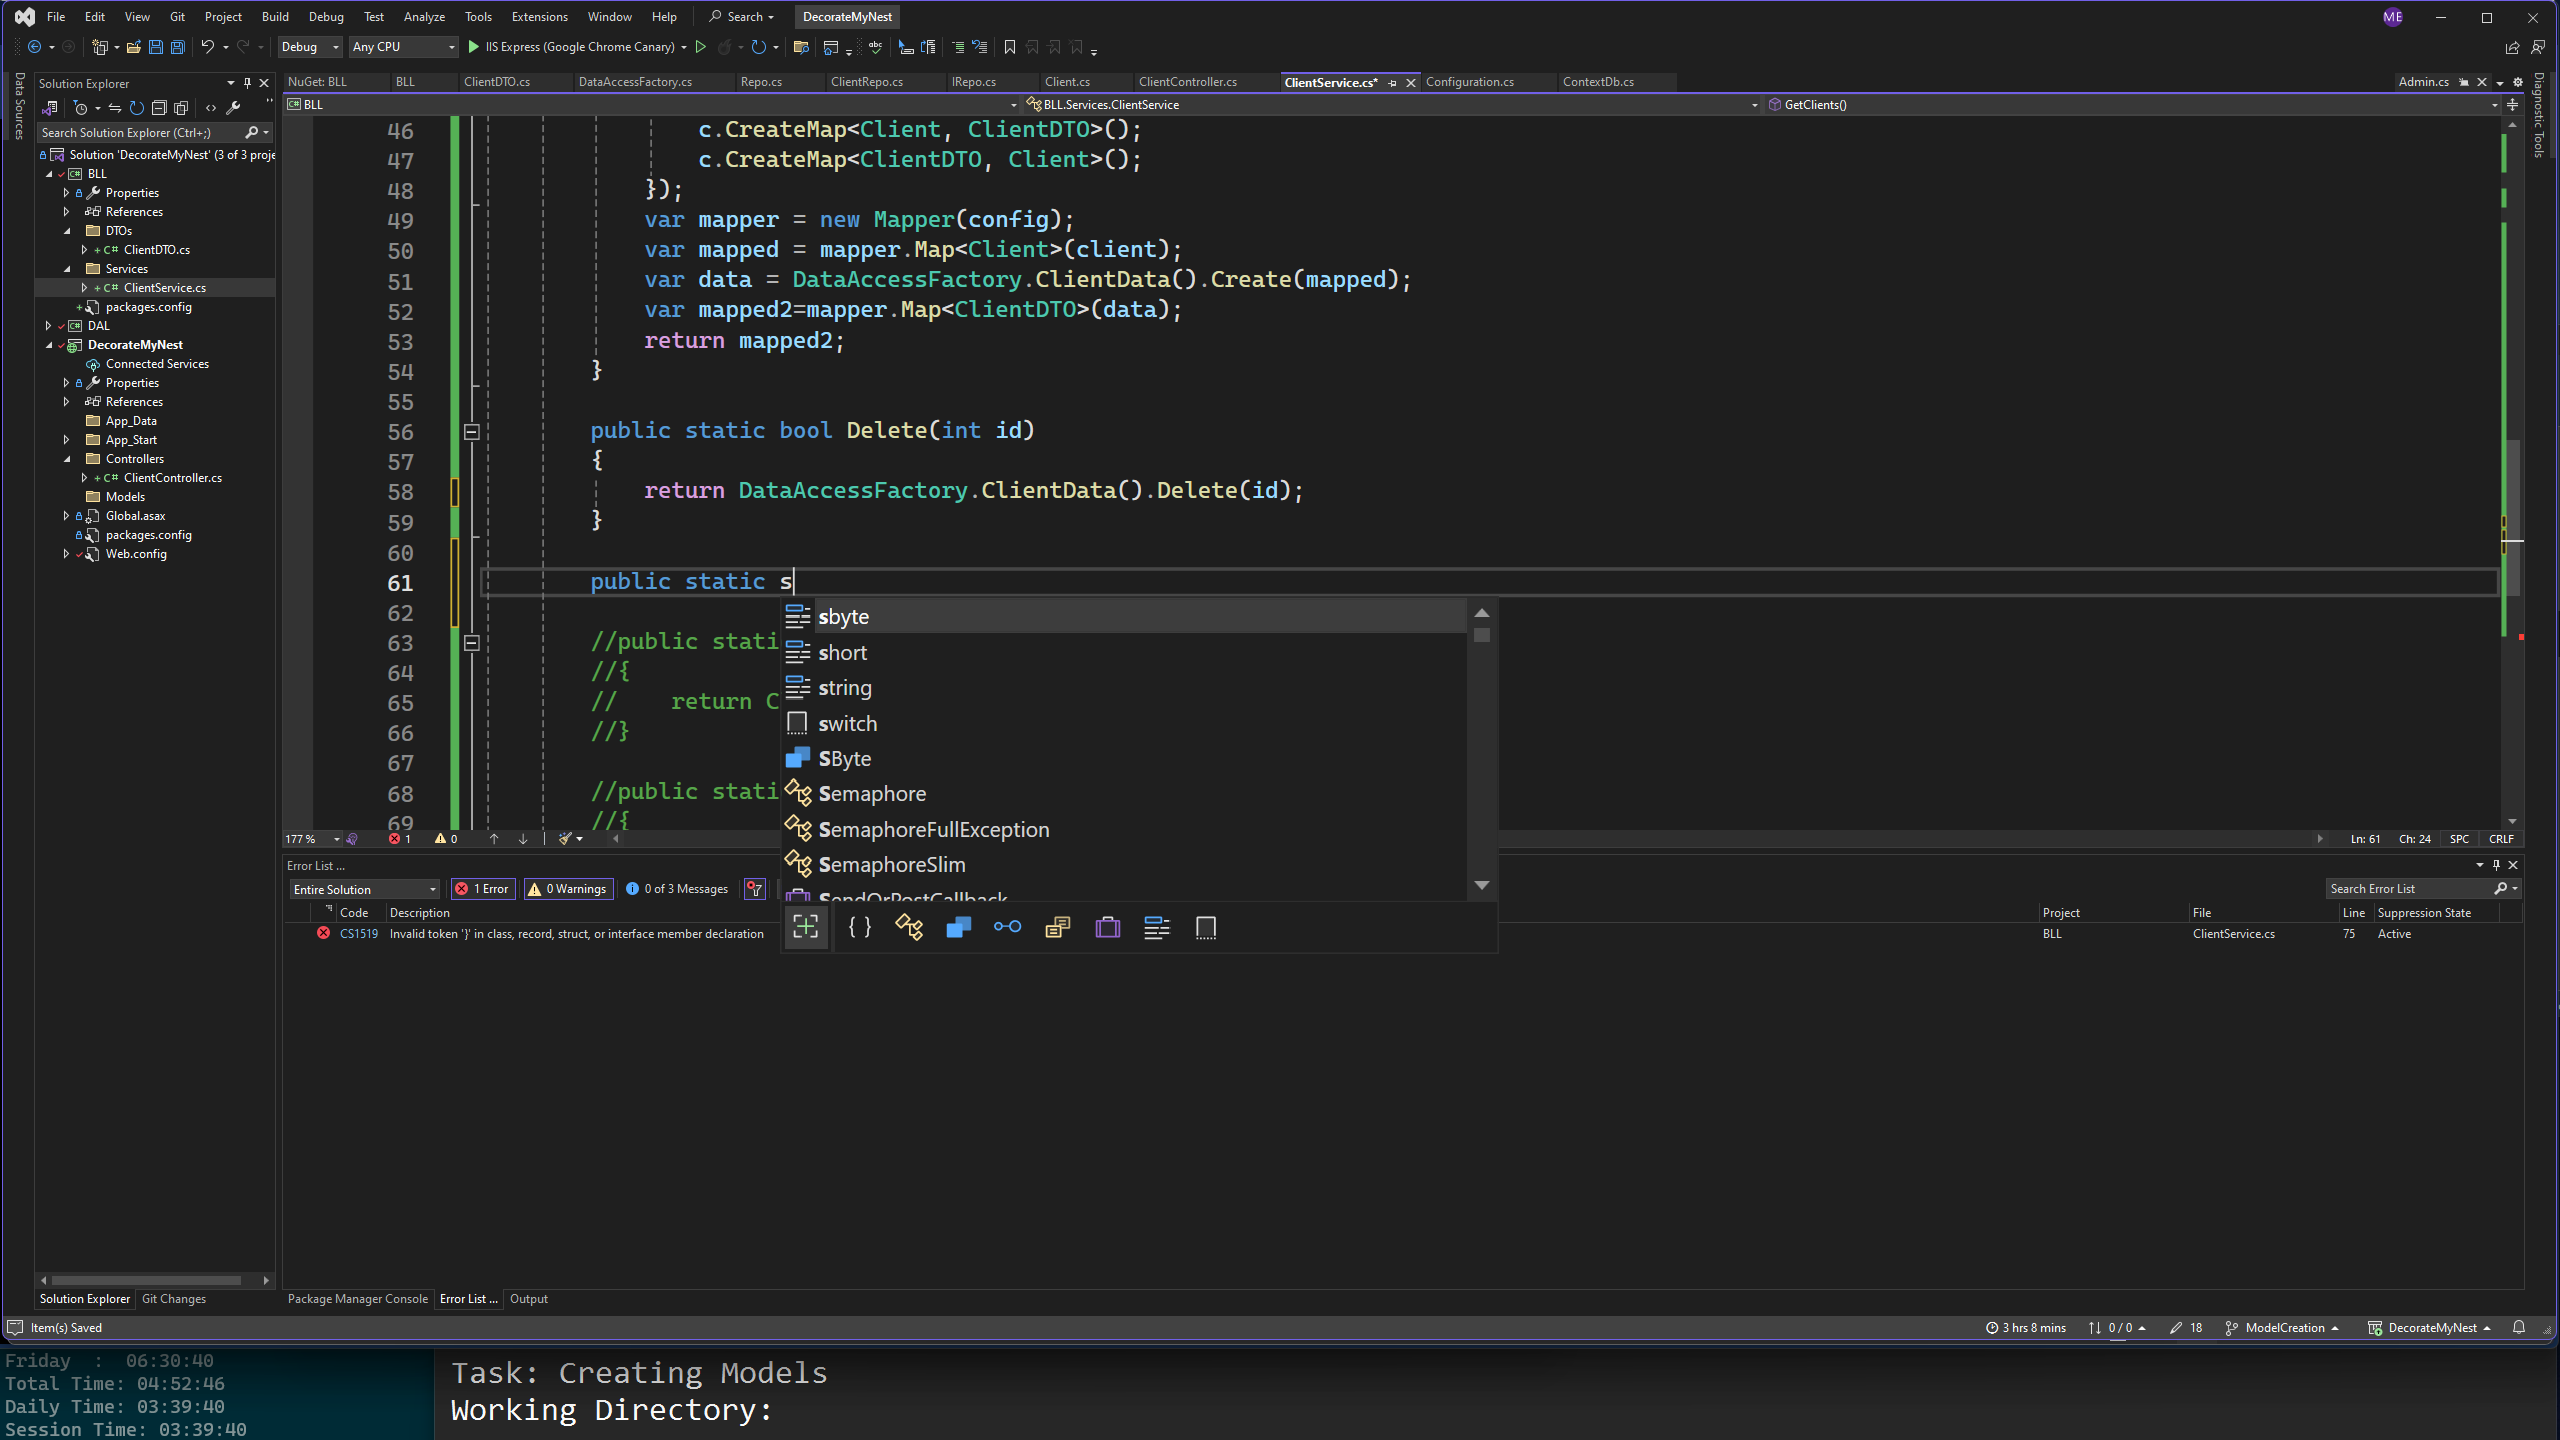 File Edit View Git Project Build Debug Test Analyze Tools Extensions Window Help Search DecorateMyNest ME
Debug Any CPU IIS Express (Google Chrome Canary)
Data Sources
Solution Explorer
Search Solution Explorer (Ctrl+;)
Solution 'DecorateMyNest' (3 of 3 proje
BLL
Properties
References
DTOs
C# ClientDTO.cs
Services
C# ClientService.cs
packages.config
DAL
DecorateMyNest
Connected Services
Properties
References
App_Data
App_Start
Controllers
C# ClientController.cs
Models
Global.asax
packages.config
Web.config
Solution Explorer Git Changes
NuGet: BLL BLL ClientDTO.cs DataAccessFactory.cs Repo.cs ClientRepo.cs IRepo.cs Client.cs ClientController.cs ClientService.cs* Configuration.cs ContextDb.cs Admin.cs
BLL BLL.Services.ClientService GetClients()
Diagnostic Tools
46 c.CreateMap<Client, ClientDTO>();
47 c.CreateMap<ClientDTO, Client>();
48 });
49 var mapper = new Mapper(config);
50 var mapped = mapper.Map<Client>(client);
51 var data = DataAccessFactory.ClientData().Create(mapped);
52 var mapped2=mapper.Map<ClientDTO>(data);
53 return mapped2;
54 }
55
56 public static bool Delete(int id)
57 {
58 return DataAccessFactory.ClientData().Delete(id);
59 }
60
61 public static s
62
63 //public stati
64 //{
65 // return C
66 //}
67
68 //public stati
69 //{
sbyte
short
string
switch
SByte
Semaphore
SemaphoreFullException
SemaphoreSlim
SendOrPostCallback
177 % 1 0 Ln: 61 Ch: 24 SPC CRLF
Error List ...
Entire Solution 1 Error 0 Warnings 0 of 3 Messages Search Error List
Code Description Project File Line Suppression State
CS1519 Invalid token '}' in class, record, struct, or interface member declaration BLL ClientService.cs 75 Active
Package Manager Console Error List ... Output
Item(s) Saved 3 hrs 8 mins 0 / 0 18 ModelCreation DecorateMyNest
Friday : 06:30:40
Total Time: 04:52:46
Daily Time: 03:39:40
Session Time: 03:39:40
Task: Creating Models
Working Directory: